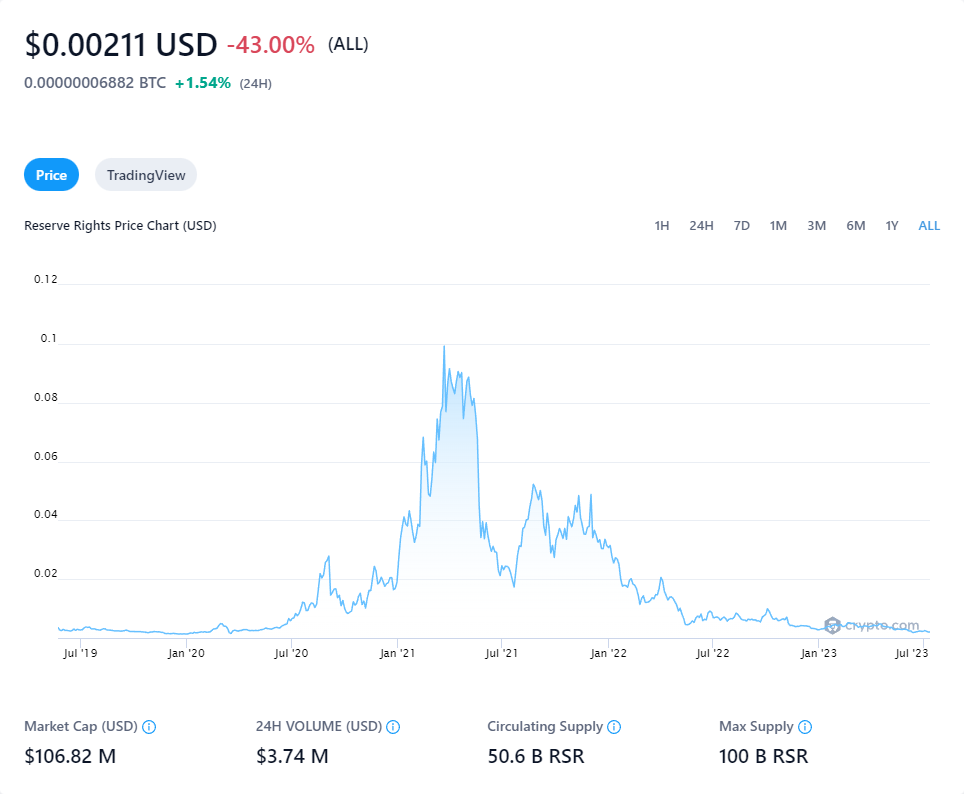 $0.00211 USD -43.00% (ALL)
0.00000006882 BTC +1.54% (24H)
Price TradingView
Reserve Rights Price Chart (USD) 1H 24H 7D 1M 3M 6M 1Y ALL
0.12
0.1
0.08
0.06
0.04
0.02
crypto.com
Jul '19 Jan '20 Jul '20 Jan '21 Jul '21 Jan '22 Jul '22 Jan '23 Jul '23
Market Cap (USD) 24H VOLUME (USD) Circulating Supply Max Supply
$106.82 M $3.74 M 50.6 B RSR 100 B RSR